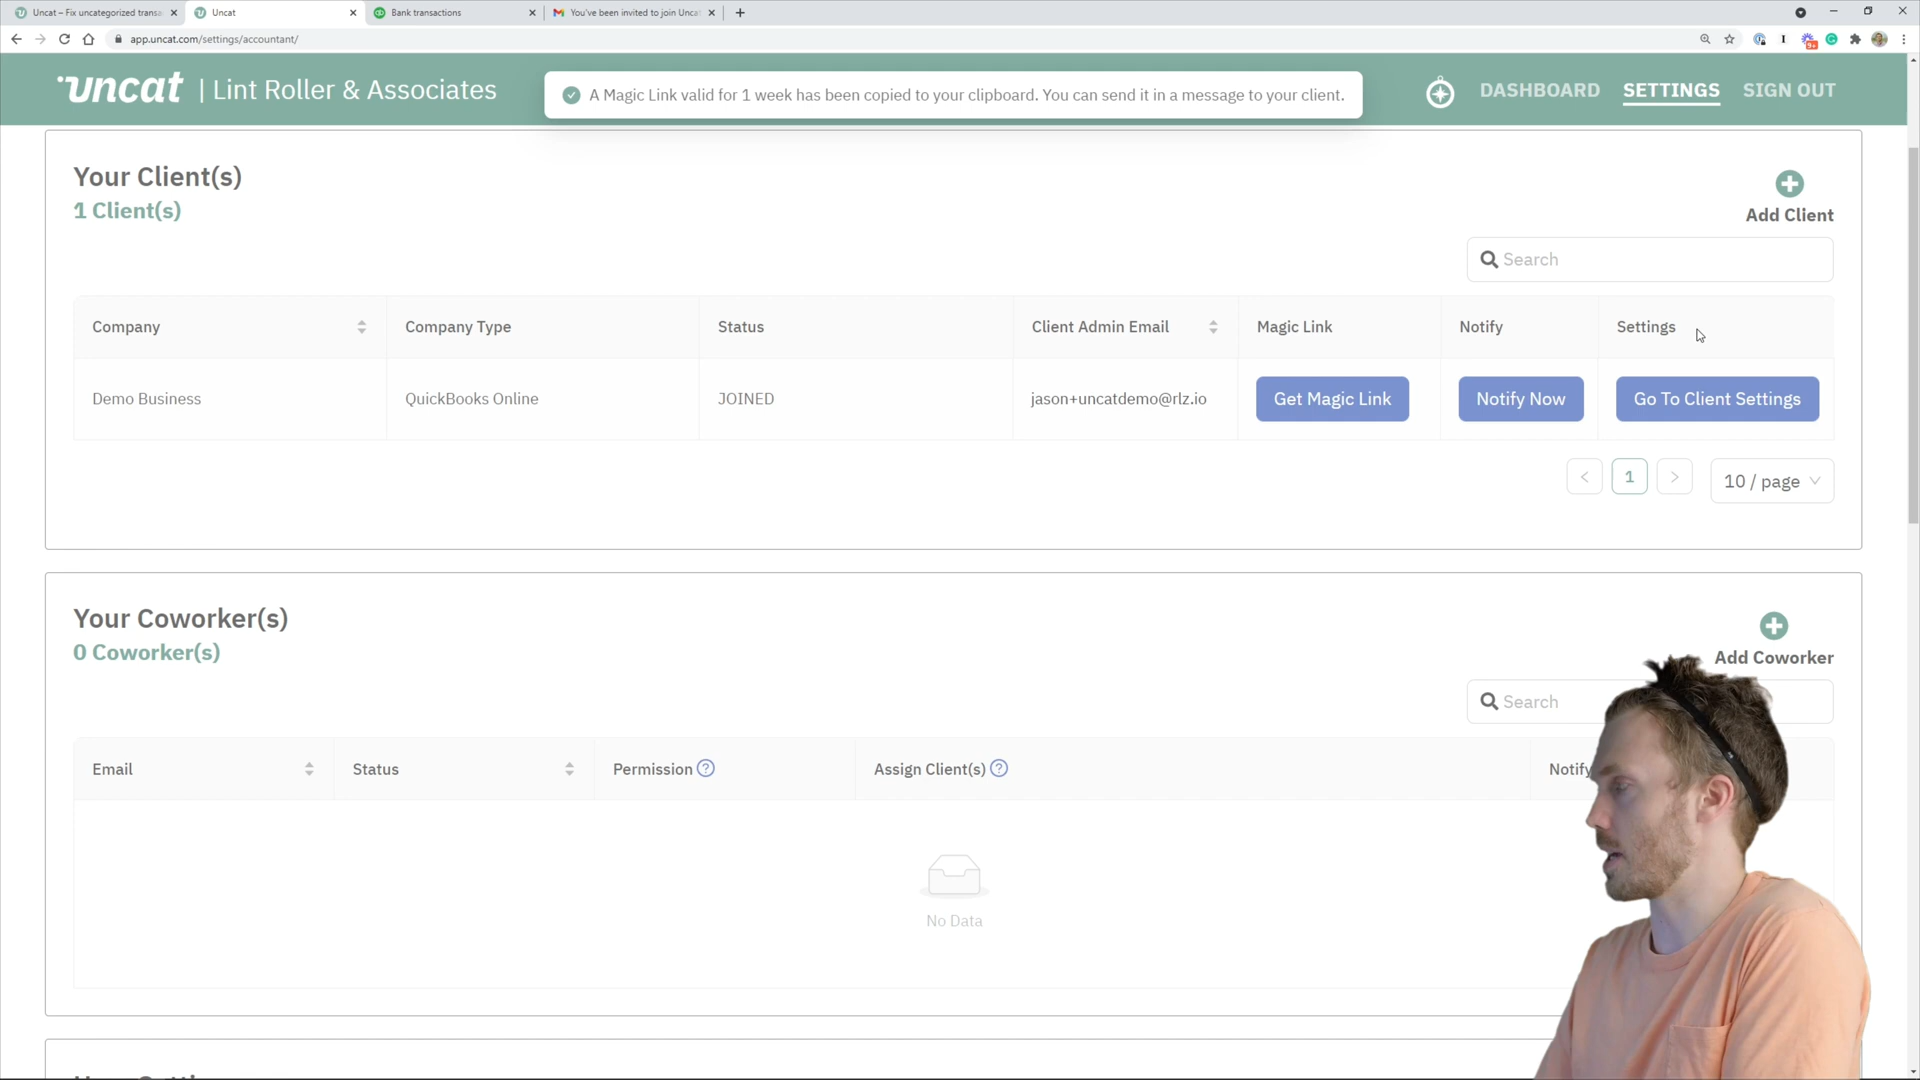 Uncat – Fix uncategorized transa
Uncat
Bank transactions
You've been invited to join Unca
app.uncat.com/settings/accountant/
9+
uncat | Lint Roller & Associates
A Magic Link valid for 1 week has been copied to your clipboard. You can send it in a message to your client.
DASHBOARD SETTINGS SIGN OUT
Your Client(s)
1 Client(s)
Add Client
Search
Company Company Type Status Client Admin Email Magic Link Notify Settings
Demo Business QuickBooks Online JOINED jason+uncatdemo@rlz.io Get Magic Link Notify Now Go To Client Settings
< 1 > 10 / page
Your Coworker(s)
0 Coworker(s)
Add Coworker
Search
Email Status Permission ? Assign Client(s) ? Notify
No Data